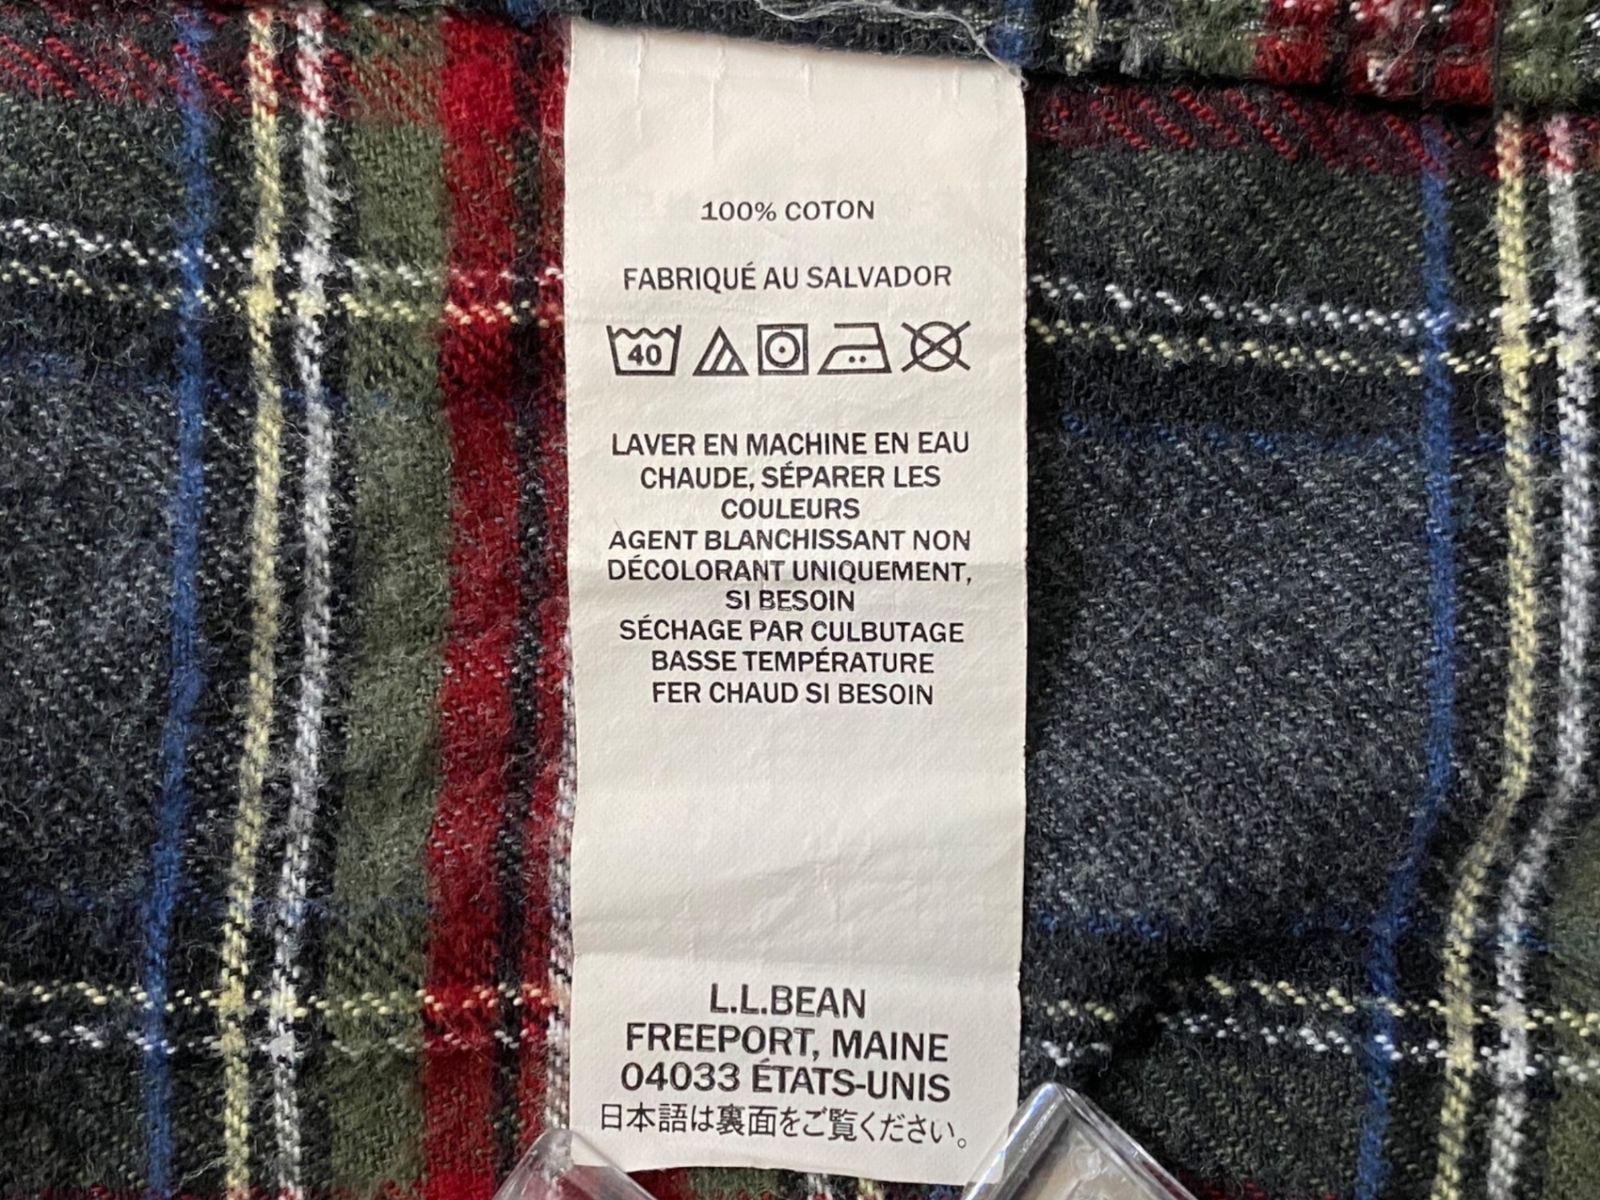 100% COTON
FABRIQUÉ AU SALVADOR
40
LAVER EN MACHINE EN EAU
CHAUDE, SÉPARER LES
COULEURS
AGENT BLANCHISSANT NON
DÉCOLORANT UNIQUEMENT,
SI BESOIN
SÉCHAGE PAR CULBUTAGE
BASSE TEMPÉRATURE
FER CHAUD SI BESOIN
L.L.BEAN
FREEPORT, MAINE
04033 ÉTATS-UNIS
日本語は裏面をご覧ください。